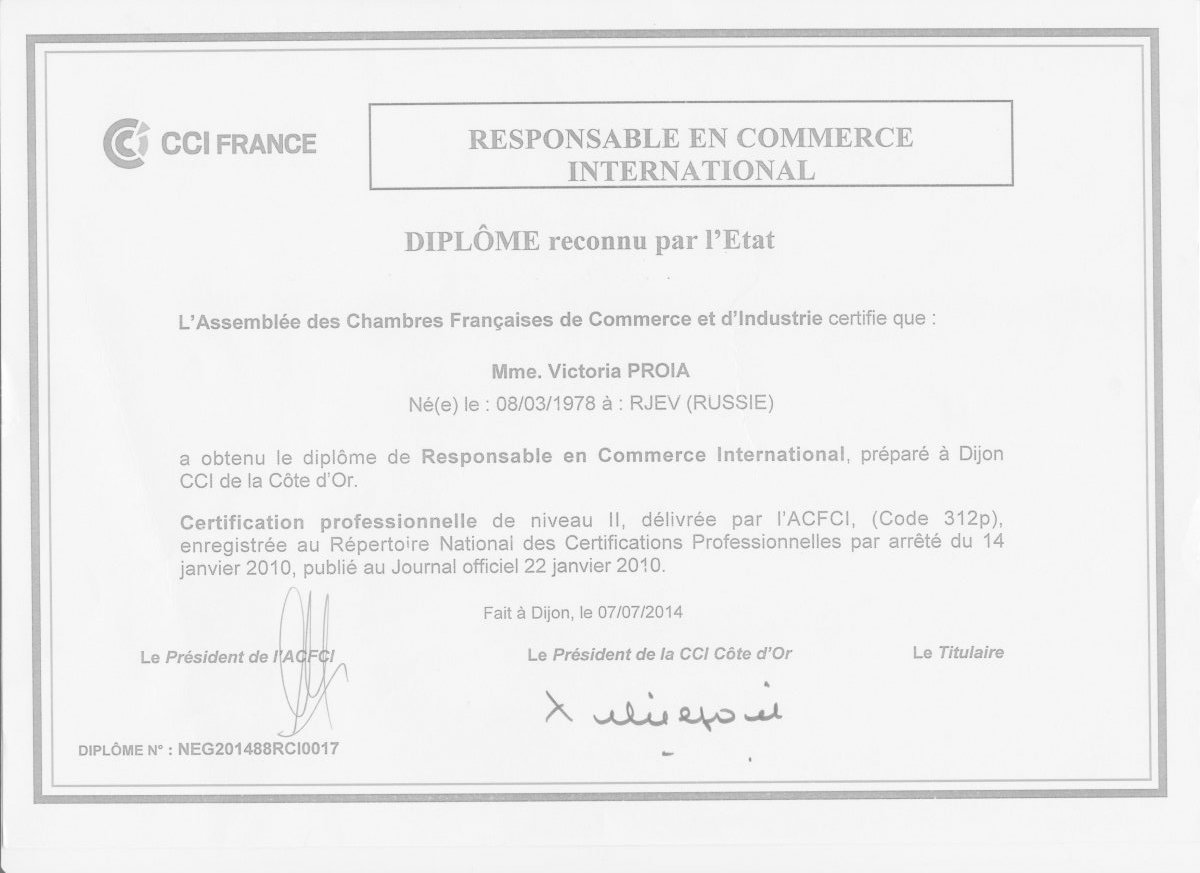 CCI FRANCE
RESPONSABLE EN COMMERCE
INTERNATIONAL
DIPLÔME reconnu par l'Etat
L'Assemblée des Chambres Françaises de Commerce et d'Industrie certifie que :
Mme. Victoria PROIA
Né(e) le : 08/03/1978 à : RJEV (RUSSIE)
a obtenu le diplôme de Responsable en Commerce International, préparé à Dijon
CCI de la Côte d'Or.
Certification professionnelle de niveau II, délivrée par l'ACFCI, (Code 312p),
enregistrée au Répertoire National des Certifications Professionnelles par arrêté du 14
janvier 2010, publié au Journal officiel 22 janvier 2010.
Fait à Dijon, le 07/07/2014
Le Président de l'ACFCI
Le Président de la CCI Côte d'Or
Le Titulaire
DIPLÔME N° : NEG201488RCI0017